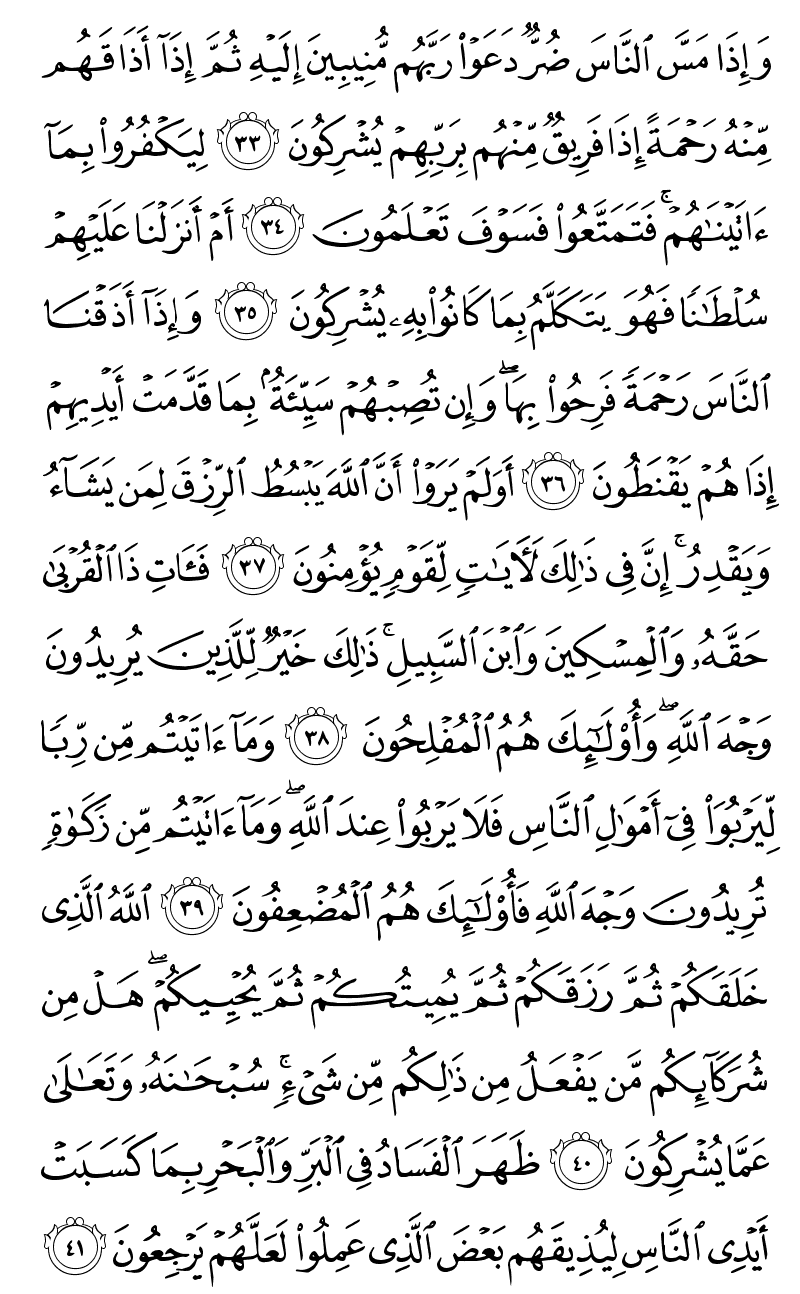 وَإِذَا مَسَّ ٱلنَّاسَ ضُرٌّ دَعَوْا۟ رَبَّهُم مُّنِيبِينَ إِلَيْهِ ثُمَّ إِذَآ أَذَاقَهُم
مِّنْهُ رَحْمَةً إِذَا فَرِيقٌ مِّنْهُم بِرَبِّهِمْ يُشْرِكُونَ ٣٣ لِيَكْفُرُوا۟ بِمَآ
ءَاتَيْنَـٰهُمْ ۚ فَتَمَتَّعُوا۟ فَسَوْفَ تَعْلَمُونَ ٣٤ أَمْ أَنزَلْنَا عَلَيْهِمْ
سُلْطَـٰنًا فَهُوَ يَتَكَلَّمُ بِمَا كَانُوا۟ بِهِۦ يُشْرِكُونَ ٣٥ وَإِذَآ أَذَقْنَا
ٱلنَّاسَ رَحْمَةً فَرِحُوا۟ بِهَا ۖ وَإِن تُصِبْهُمْ سَيِّئَةٌۢ بِمَا قَدَّمَتْ أَيْدِيهِمْ
إِذَا هُمْ يَقْنَطُونَ ٣٦ أَوَلَمْ يَرَوْا۟ أَنَّ ٱللَّهَ يَبْسُطُ ٱلرِّزْقَ لِمَن يَشَآءُ
وَيَقْدِرُ ۚ إِنَّ فِى ذَٰلِكَ لَـَٔايَـٰتٍ لِّقَوْمٍ يُؤْمِنُونَ ٣٧ فَـَٔاتِ ذَا ٱلْقُرْبَىٰ
حَقَّهُۥ وَٱلْمِسْكِينَ وَٱبْنَ ٱلسَّبِيلِ ۚ ذَٰلِكَ خَيْرٌ لِّلَّذِينَ يُرِيدُونَ
وَجْهَ ٱللَّهِ ۖ وَأُو۟لَـٰٓئِكَ هُمُ ٱلْمُفْلِحُونَ ٣٨ وَمَآ ءَاتَيْتُم مِّن رِّبًا
لِّيَرْبُوَا۟ فِىٓ أَمْوَٰلِ ٱلنَّاسِ فَلَا يَرْبُوا۟ عِندَ ٱللَّهِ ۖ وَمَآ ءَاتَيْتُم مِّن زَكَوٰةٍ
تُرِيدُونَ وَجْهَ ٱللَّهِ فَأُو۟لَـٰٓئِكَ هُمُ ٱلْمُضْعِفُونَ ٣٩ ٱللَّهُ ٱلَّذِى
خَلَقَكُمْ ثُمَّ رَزَقَكُمْ ثُمَّ يُمِيتُكُمْ ثُمَّ يُحْيِيكُمْ ۖ هَلْ مِن
شُرَكَآئِكُم مَّن يَفْعَلُ مِن ذَٰلِكُم مِّن شَىْءٍ ۚ سُبْحَـٰنَهُۥ وَتَعَـٰلَىٰ
عَمَّا يُشْرِكُونَ ٤٠ ظَهَرَ ٱلْفَسَادُ فِى ٱلْبَرِّ وَٱلْبَحْرِ بِمَا كَسَبَتْ
أَيْدِى ٱلنَّاسِ لِيُذِيقَهُم بَعْضَ ٱلَّذِى عَمِلُوا۟ لَعَلَّهُمْ يَرْجِعُونَ ٤١